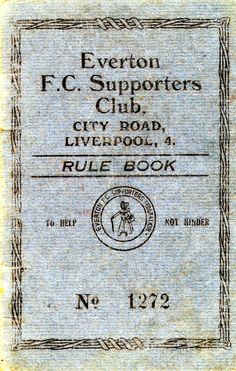 Everton
F.C. Supporters
Club,
CITY ROAD,
LIVERPOOL, 4.
RULE BOOK
TO HELP NOT HINDER
Nº 1272